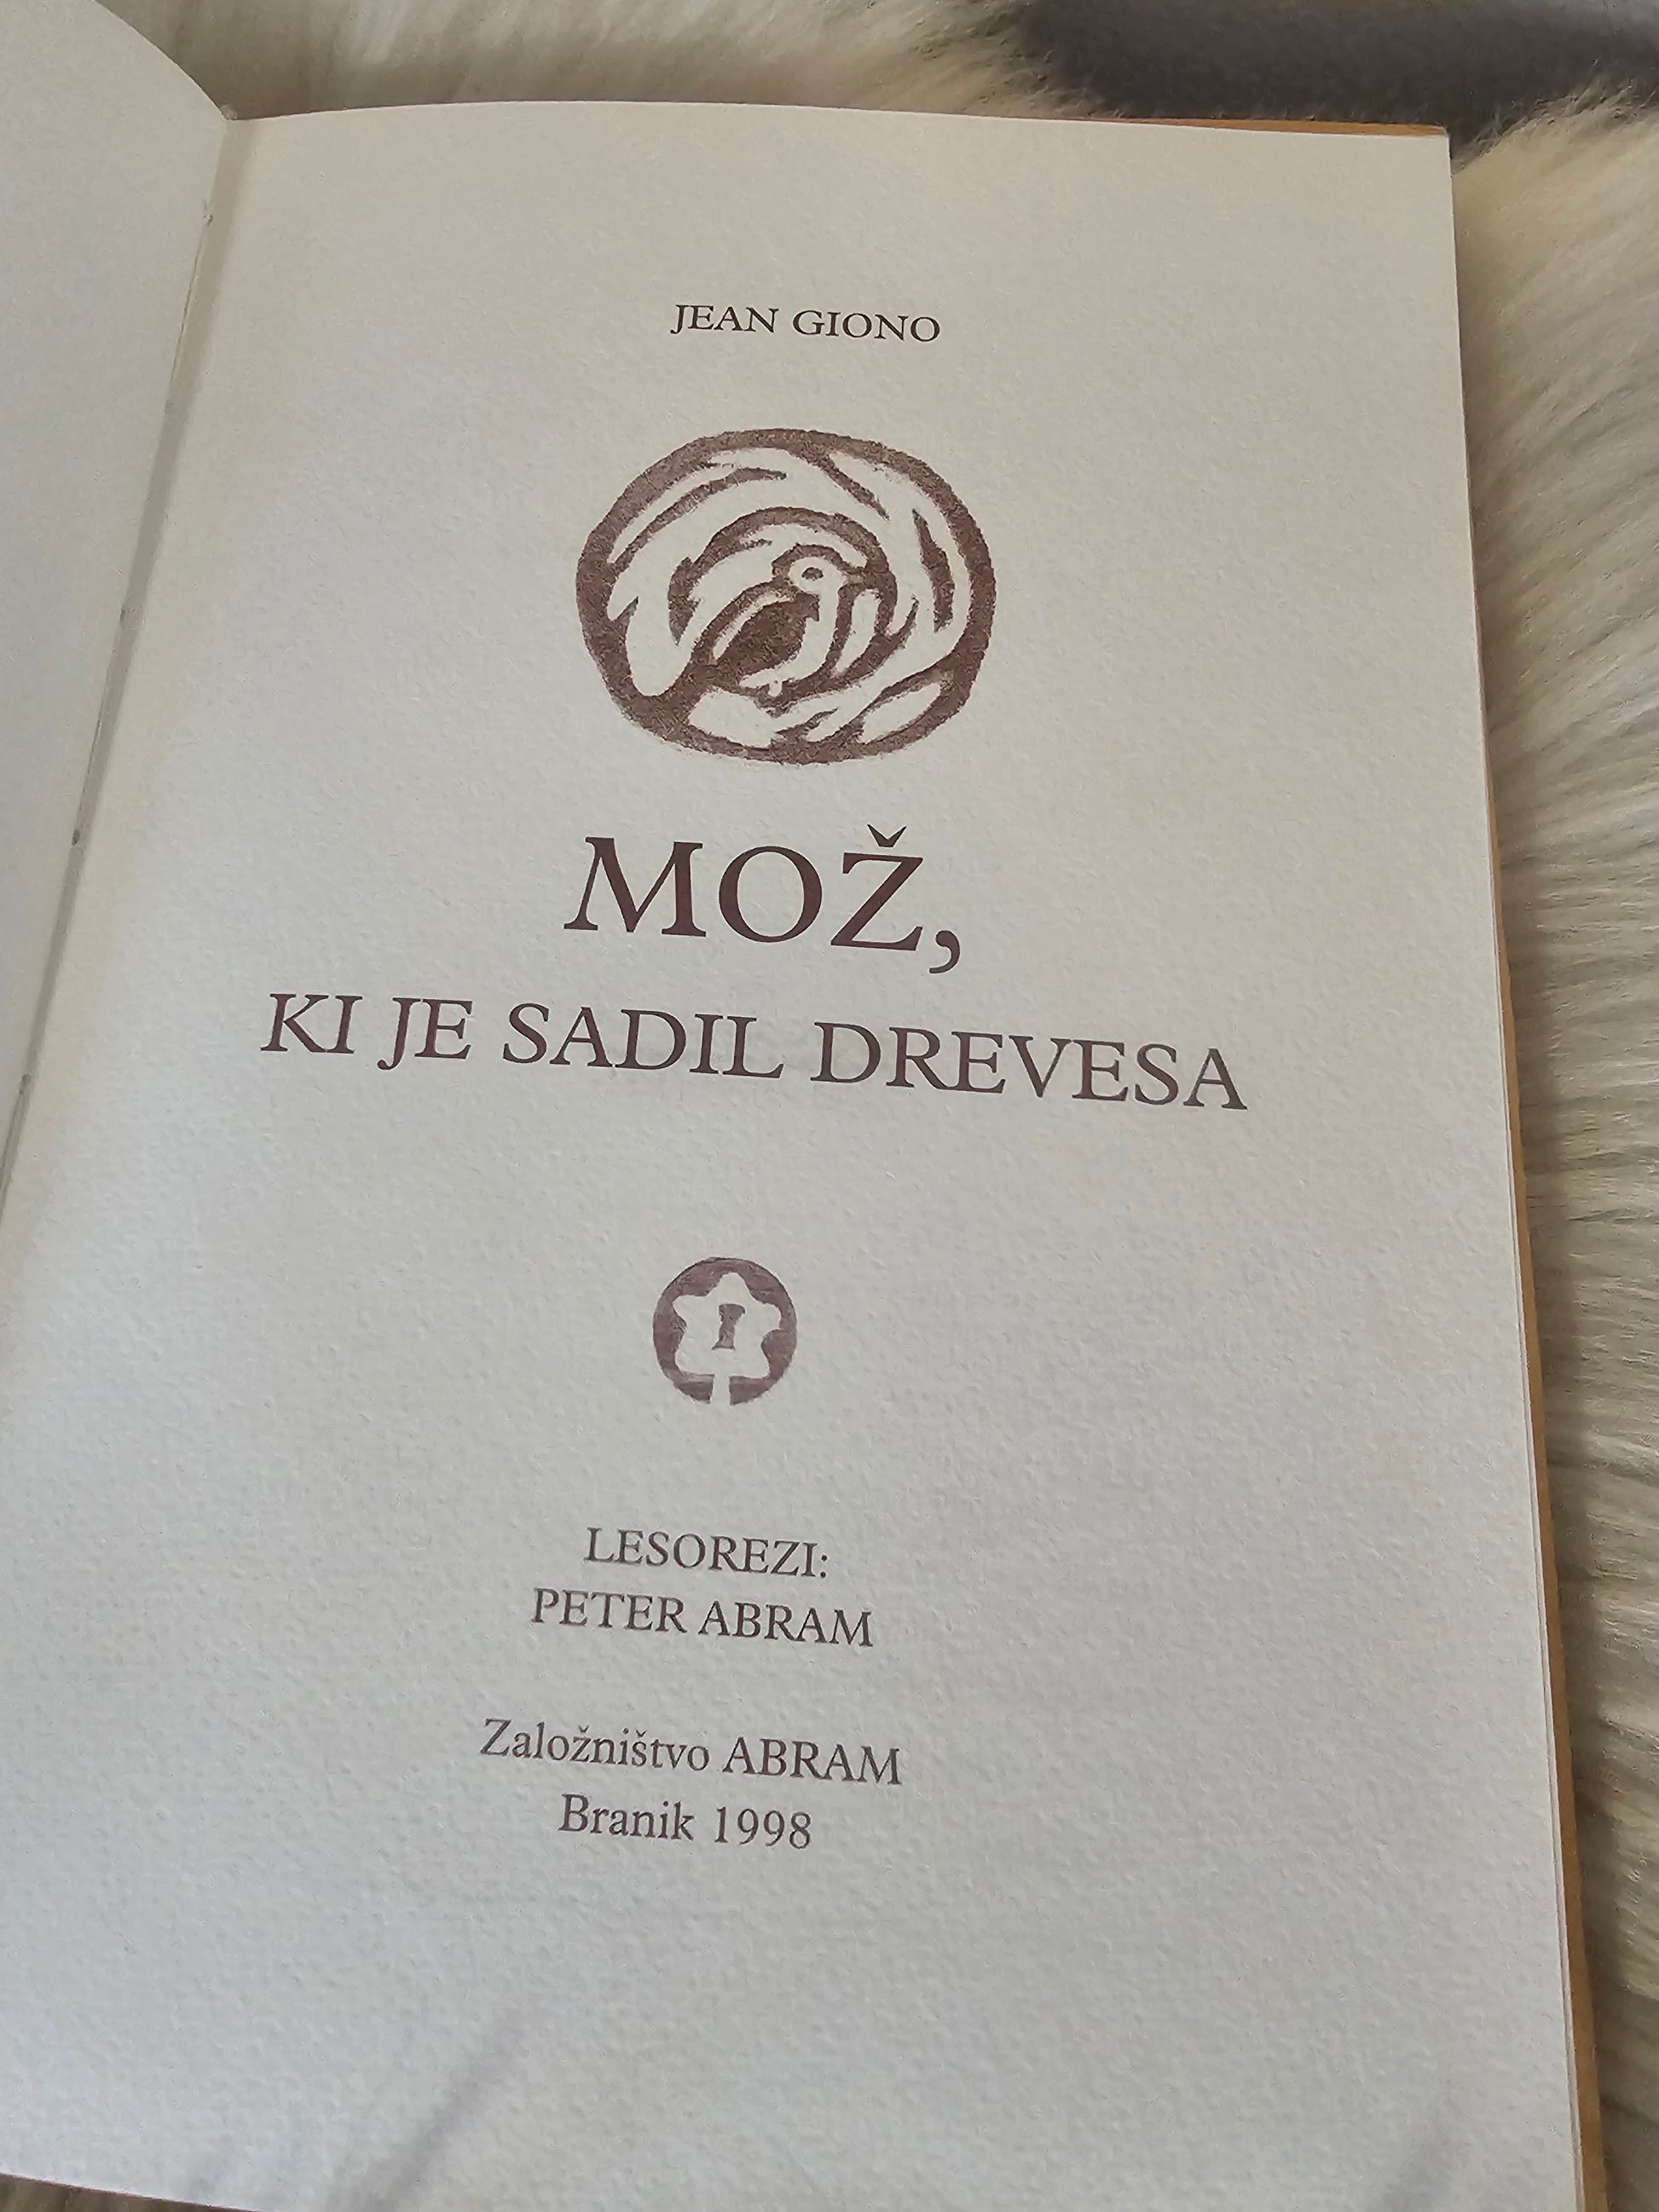 JEAN GIONO
MOŽ,
KI JE SADIL DREVESA
LESOREZI:
PETER ABRAM
Založništvo ABRAM
Branik 1998